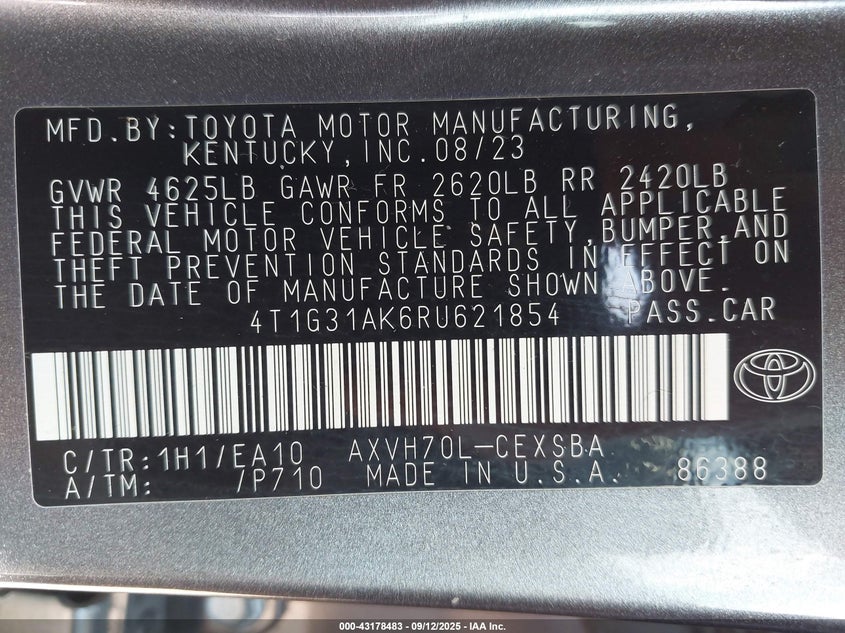 MFD. BY: TOYOTA MOTOR MANUFACTURING,
KENTUCKY, INC. 08/23
GVWR 4625LB GAWR FR 2620LB RR 2420LB
THIS VEHICLE CONFORMS TO ALL APPLICABLE
FEDERAL MOTOR VEHICLE SAFETY, BUMPER, AND
THEFT PREVENTION STANDARDS IN EFFECT ON
THE DATE OF MANUFACTURE SHOWN ABOVE.
4T1G31AK6RU621854 PASS. CAR
C/TR: 1H1/EA10 AXVH70L-CEXSBA
A/TM: /P710 MADE IN U.S.A. 86388
000-43178483 - 09/12/2025 - IAA Inc.